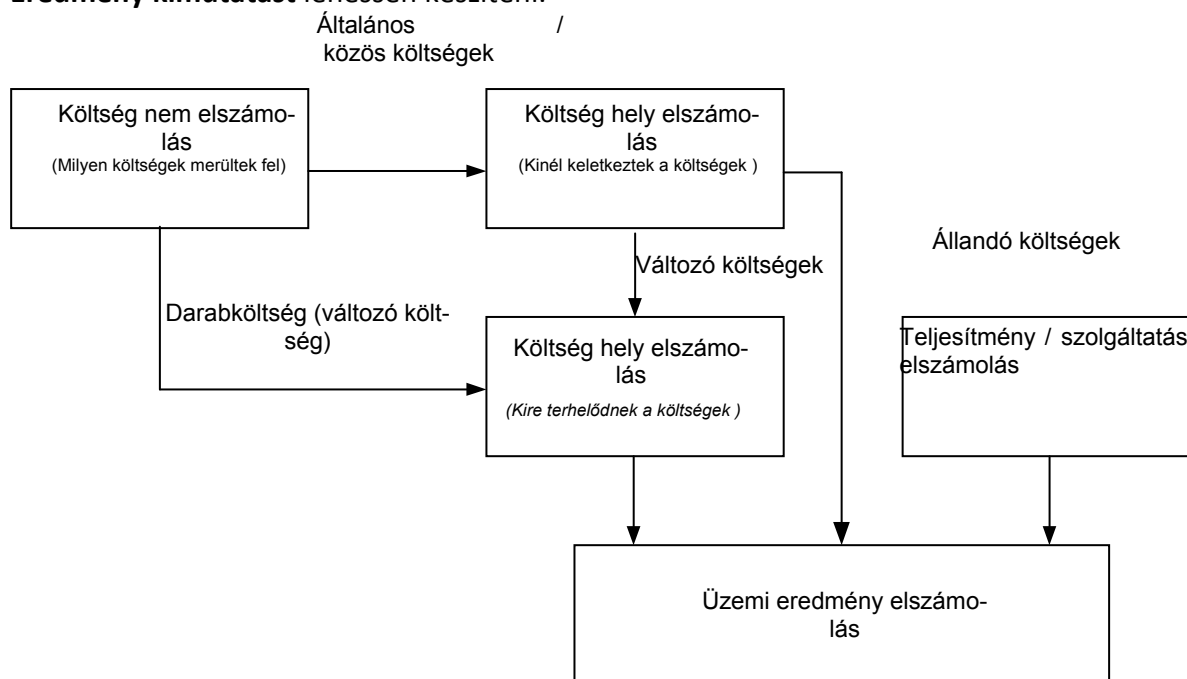 Általános /
közös költségek
Költség nem elszámo-
lás
(Milyen költségek merültek fel)
Költség hely elszámo-
lás
(Kinél keletkeztek a költségek )
Állandó költségek
Változó költségek
Darabköltség (változó költ-
ség)
Költség hely elszámo-
lás
(Kire terhelődnek a költségek )
Teljesítmény / szolgáltatás
elszámolás
Üzemi eredmény elszámo-
lás